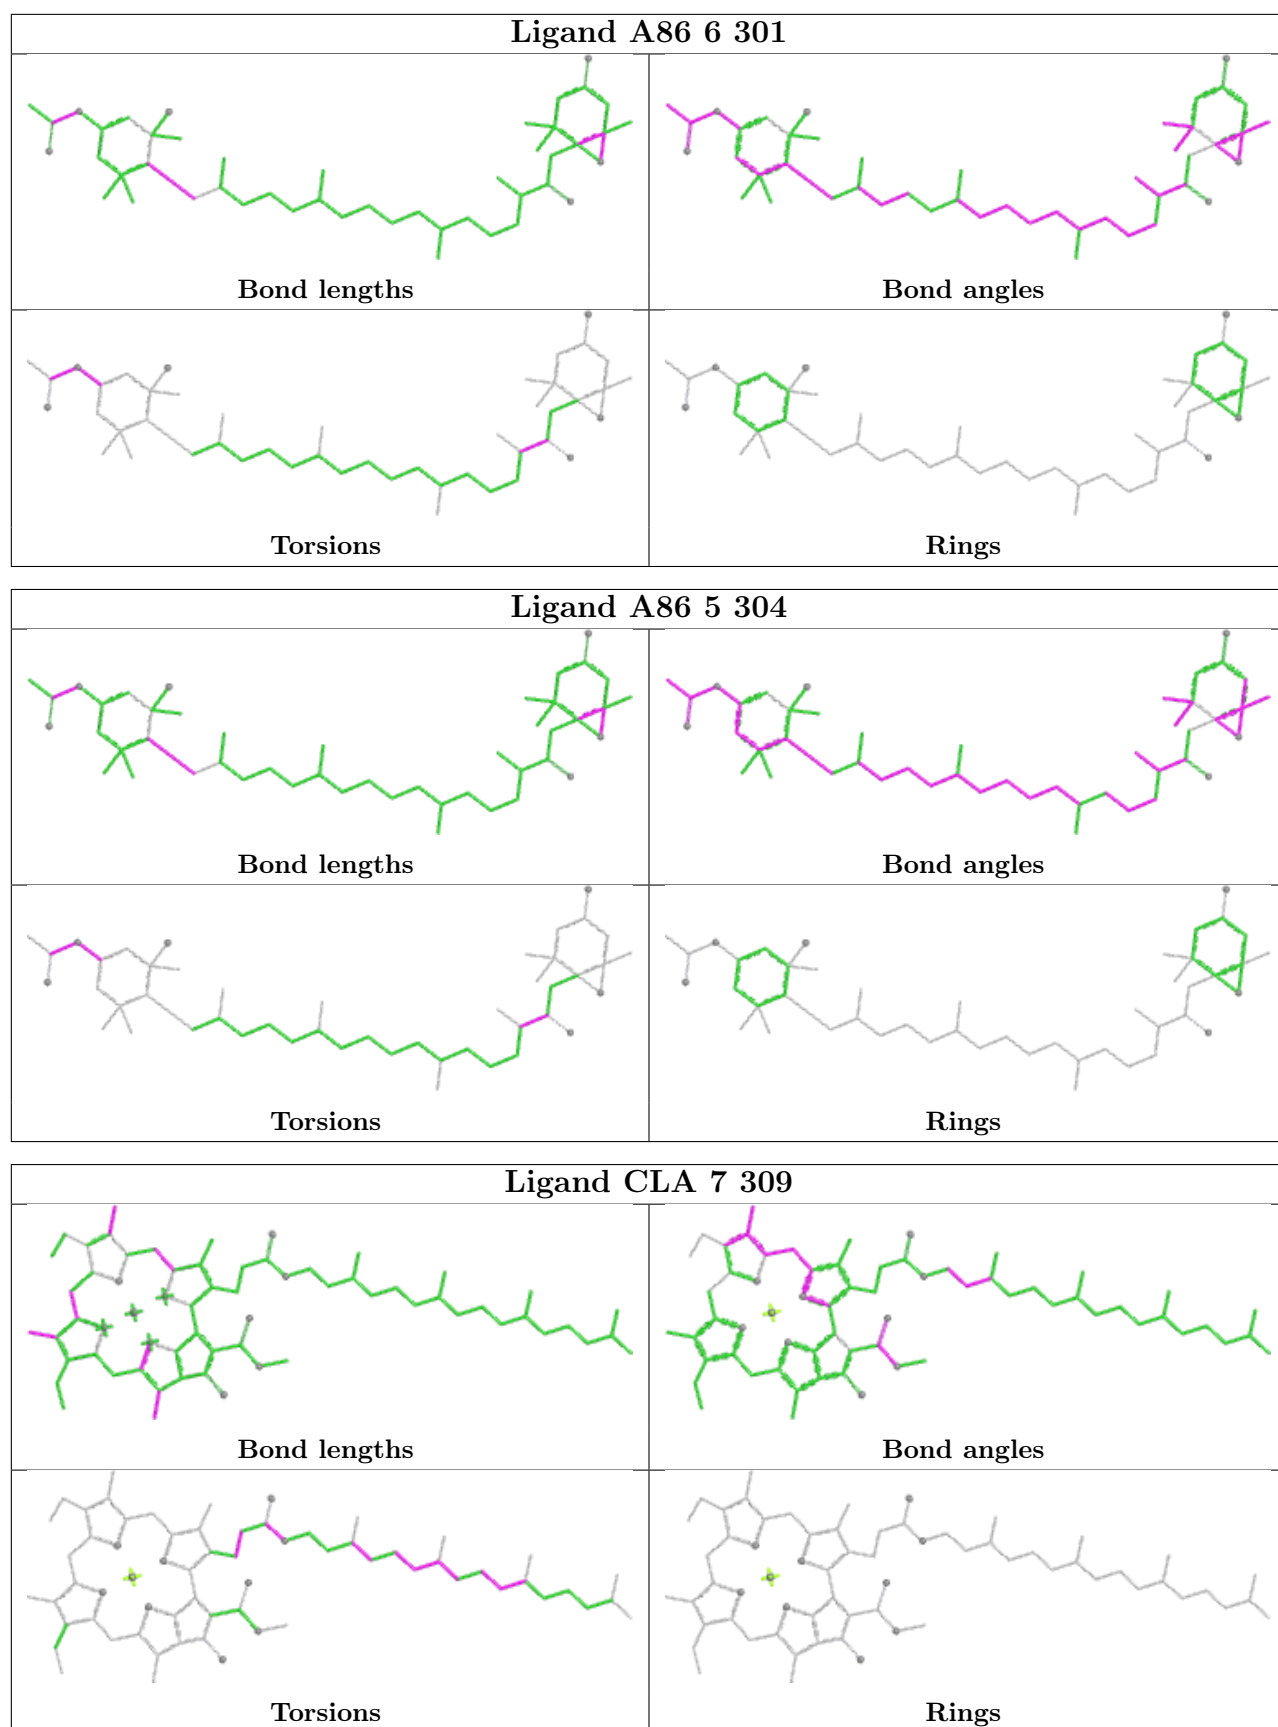 Ligand A86 6 301
Bond lengths
Bond angles
Torsions
Rings
Ligand A86 5 304
Bond lengths
Bond angles
Torsions
Rings
Ligand CLA 7 309
Bond lengths
Bond angles
Torsions
Rings